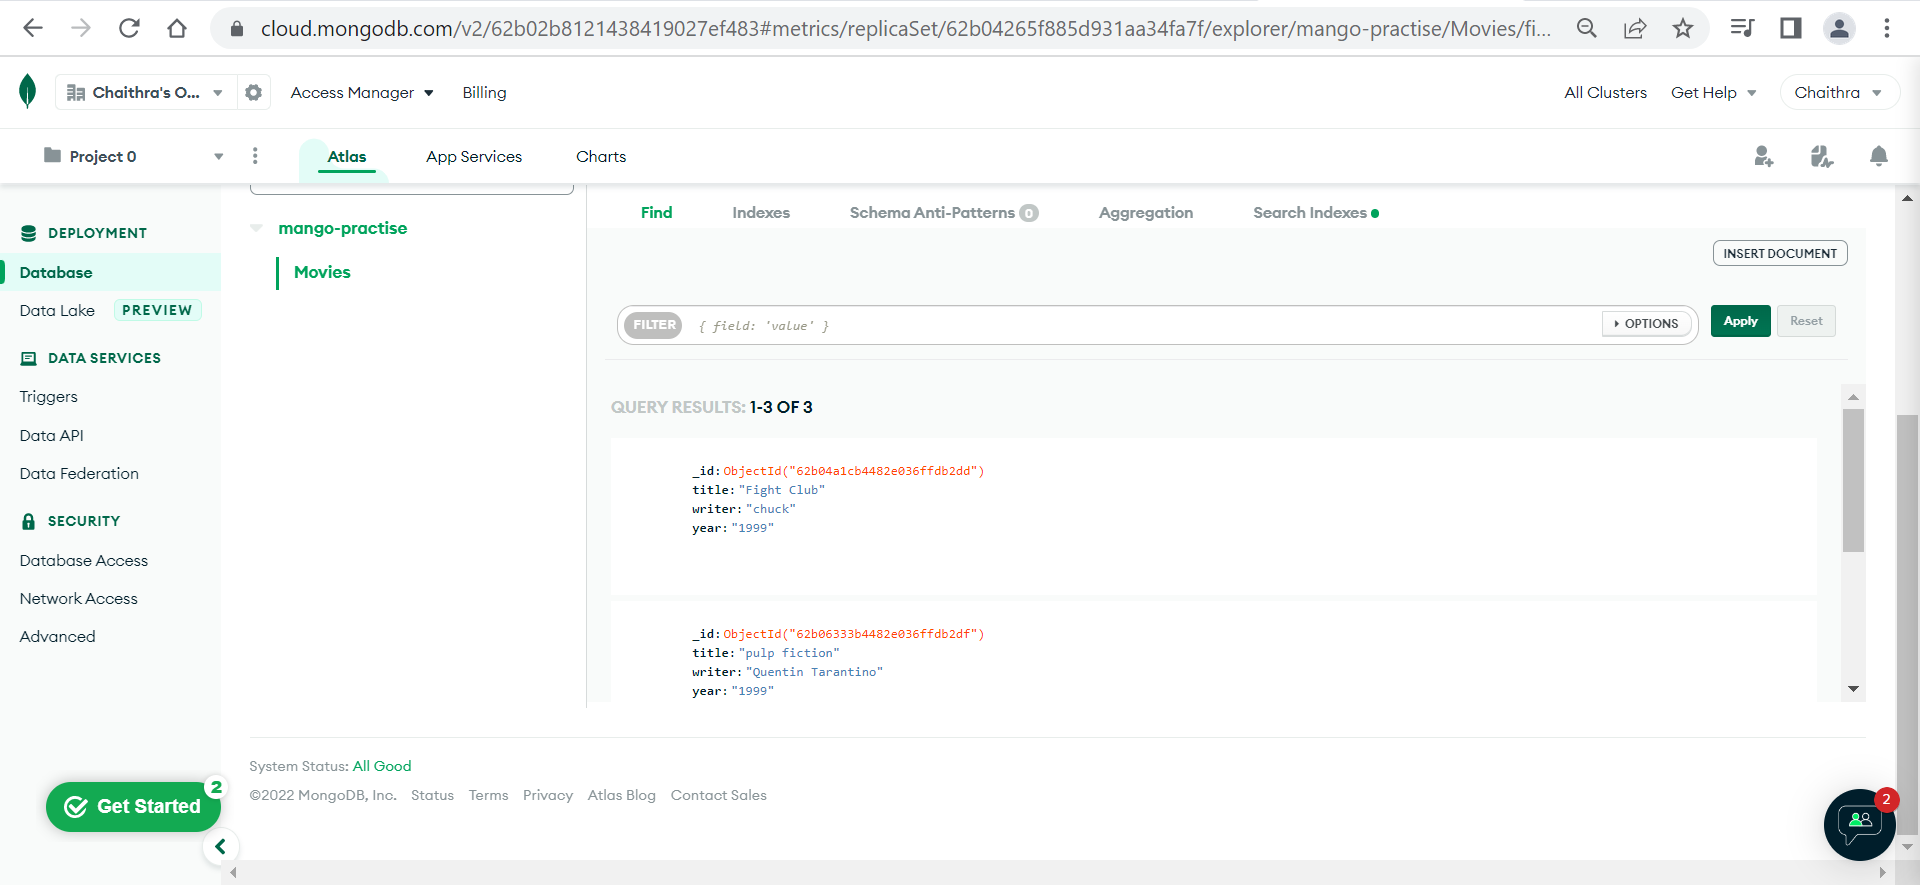 cloud.mongodb.com/v2/62b02b8121438419027ef483#metrics/replicaSet/62b04265f885d931aa34fa7f/explorer/mango-practise/Movies/fi...
Chaithra's O... Access Manager Billing All Clusters Get Help Chaithra
Project 0 Atlas App Services Charts
DEPLOYMENT
Database
Data Lake PREVIEW
DATA SERVICES
Triggers
Data API
Data Federation
SECURITY
Database Access
Network Access
Advanced
Get Started 2
mango-practise
Movies
Find Indexes Schema Anti-Patterns 0 Aggregation Search Indexes
INSERT DOCUMENT
FILTER { field: 'value' } OPTIONS Apply Reset
QUERY RESULTS: 1-3 OF 3
_id:ObjectId("62b04a1cb4482e036ffdb2dd")
title:"Fight Club"
writer:"chuck"
year:"1999"
_id:ObjectId("62b06333b4482e036ffdb2df")
title:"pulp fiction"
writer:"Quentin Tarantino"
year:"1999"
System Status: All Good
©2022 MongoDB, Inc. Status Terms Privacy Atlas Blog Contact Sales
2